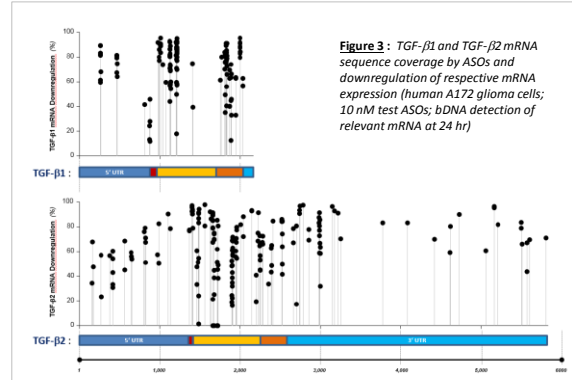 TGF-β1 mRNA Downregulation (%)
100
80
60
40
20
0
Figure 3 : TGF-β1 and TGF-β2 mRNA
sequence coverage by ASOs and
downregulation of respective mRNA
expression (human A172 glioma cells;
10 nM test ASOs; bDNA detection of
relevant mRNA at 24 hr)
TGF-β1 :
5' UTR
TGF-β2 mRNA Downregulation (%)
100
80
60
40
20
0
TGF-β2 :
5' UTR
3' UTR
1
1,000
2,000
3,000
4,000
5,000
6000